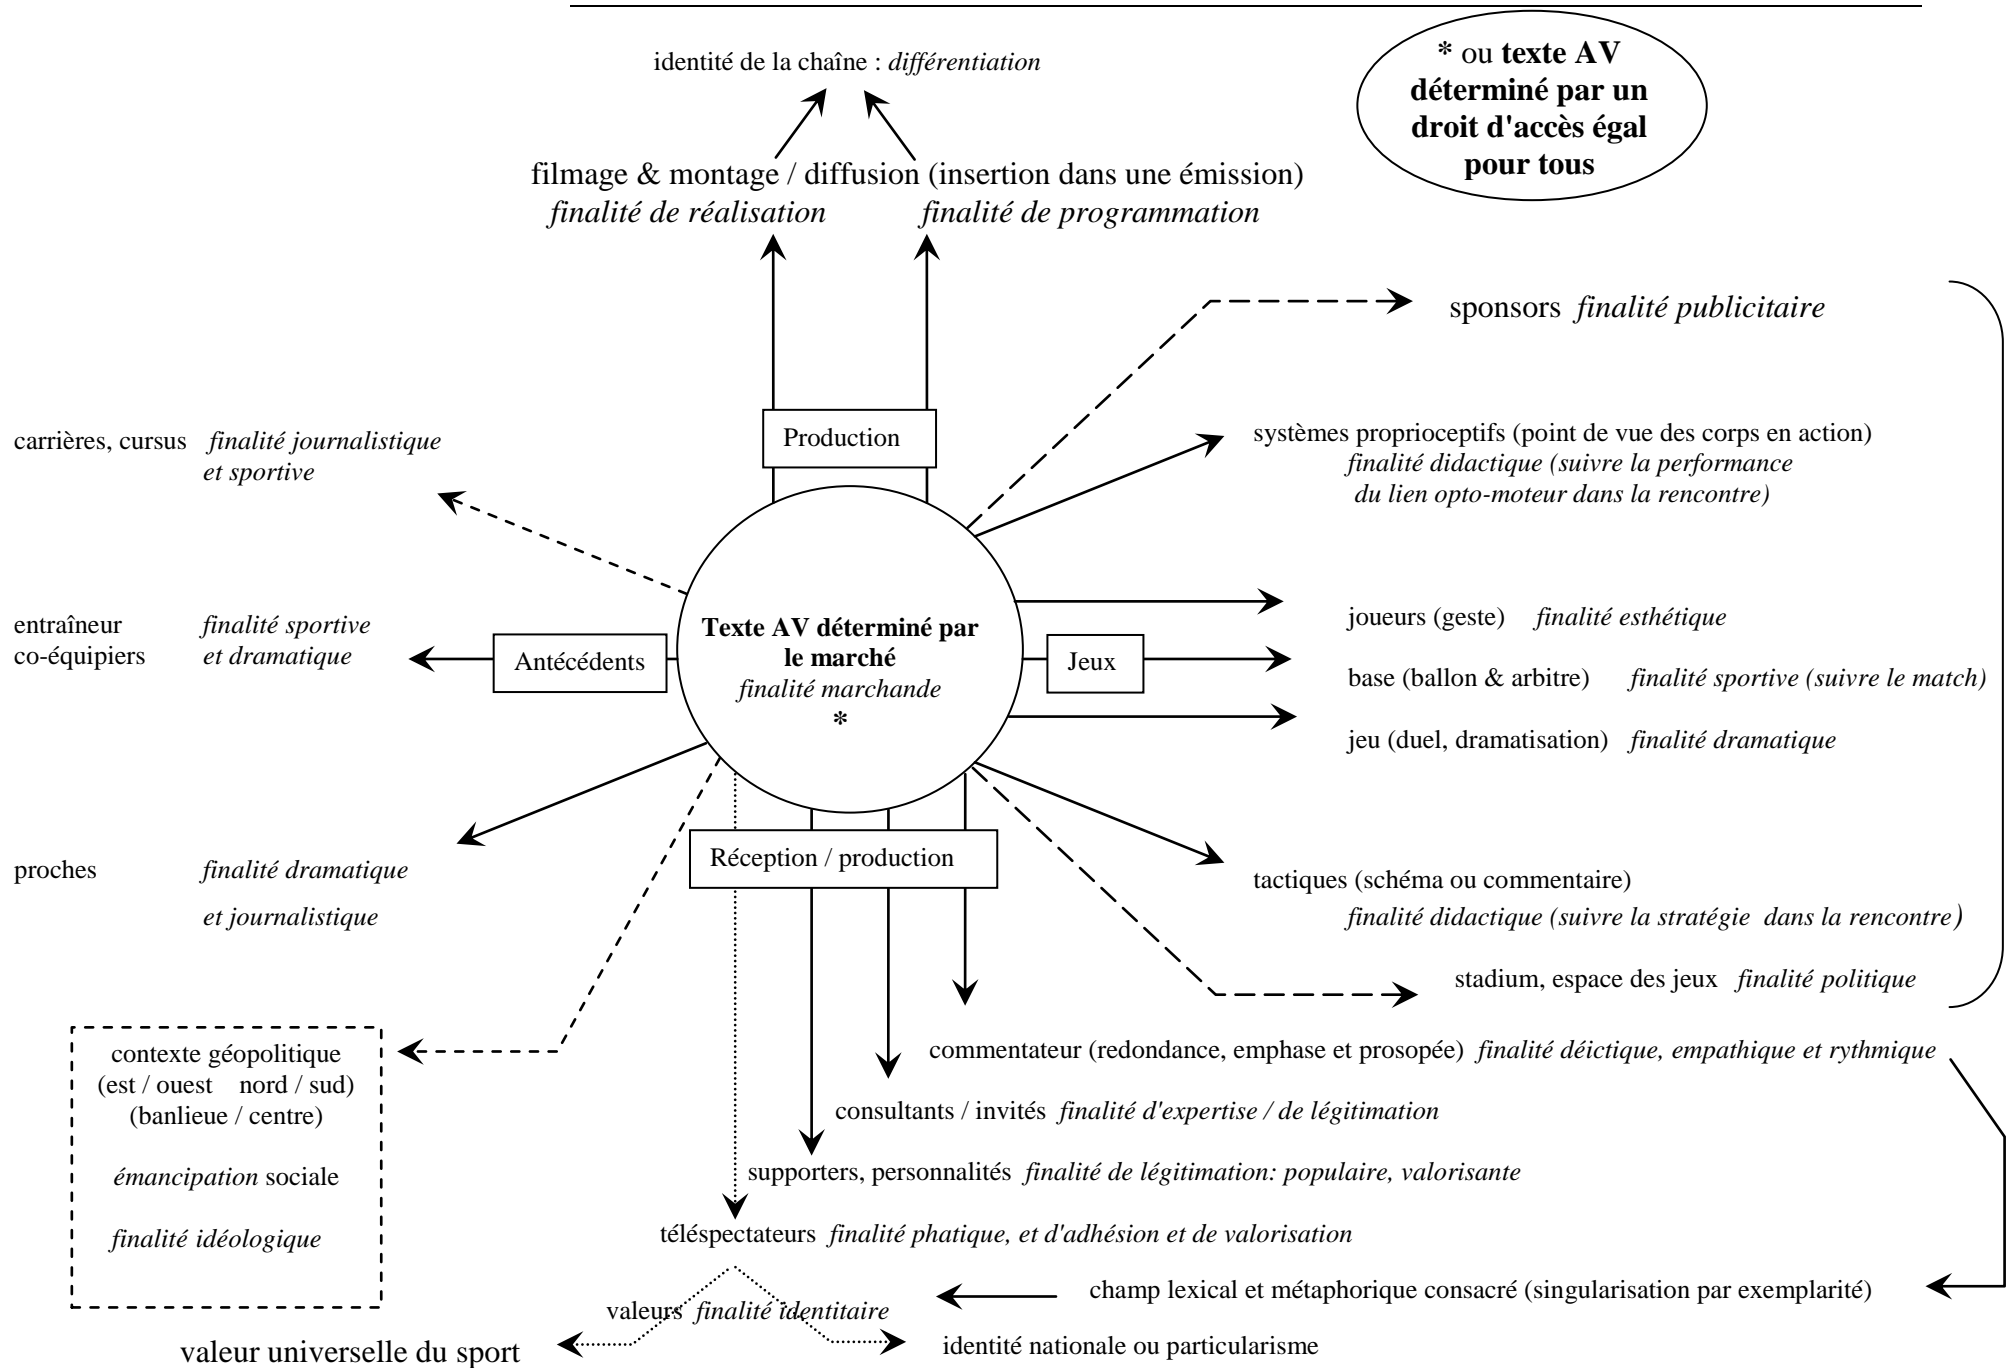 identité de la chaîne : différentiation
* ou texte AV
déterminé par un
droit d'accès égal
pour tous
filmage & montage / diffusion (insertion dans une émission)
finalité de réalisation finalité de programmation
sponsors finalité publicitaire
Production
carrières, cursus finalité journalistique
et sportive
systèmes proprioceptifs (point de vue des corps en action)
finalité didactique (suivre la performance
du lien opto-moteur dans la rencontre)
entraîneur finalité sportive
co-équipiers et dramatique
Antécédents
Texte AV déterminé par
le marché
finalité marchande
*
Jeux
joueurs (geste) finalité esthétique
base (ballon & arbitre) finalité sportive (suivre le match)
jeu (duel, dramatisation) finalité dramatique
Réception / production
proches finalité dramatique
et journalistique
tactiques (schéma ou commentaire)
finalité didactique (suivre la stratégie dans la rencontre)
stadium, espace des jeux finalité politique
contexte géopolitique
(est / ouest nord / sud)
(banlieue / centre)
émancipation sociale
finalité idéologique
commentateur (redondance, emphase et prosopée) finalité déictique, empathique et rythmique
consultants / invités finalité d'expertise / de légitimation
supporters, personnalités finalité de légitimation: populaire, valorisante
téléspectateurs finalité phatique, et d'adhésion et de valorisation
champ lexical et métaphorique consacré (singularisation par exemplarité)
valeurs finalité identitaire
valeur universelle du sport
identité nationale ou particularisme